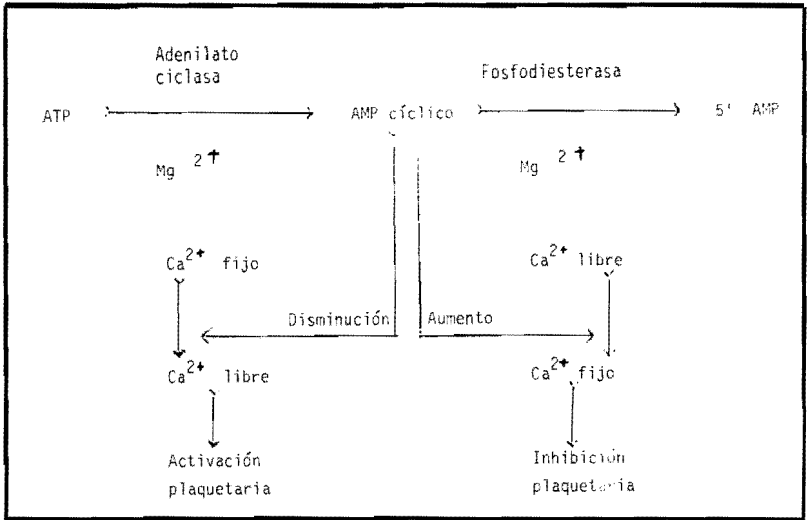 Adenilato
ciclasa
Fosfodiesterasa
ATP AMP cíclico 5' AMP
Mg 2+ Mg 2+
Ca2+ fijo Ca2+ libre
Disminución Aumento
Ca2+ libre Ca2+ fijo
Activación Inhibición
plaquetaria plaquetaria